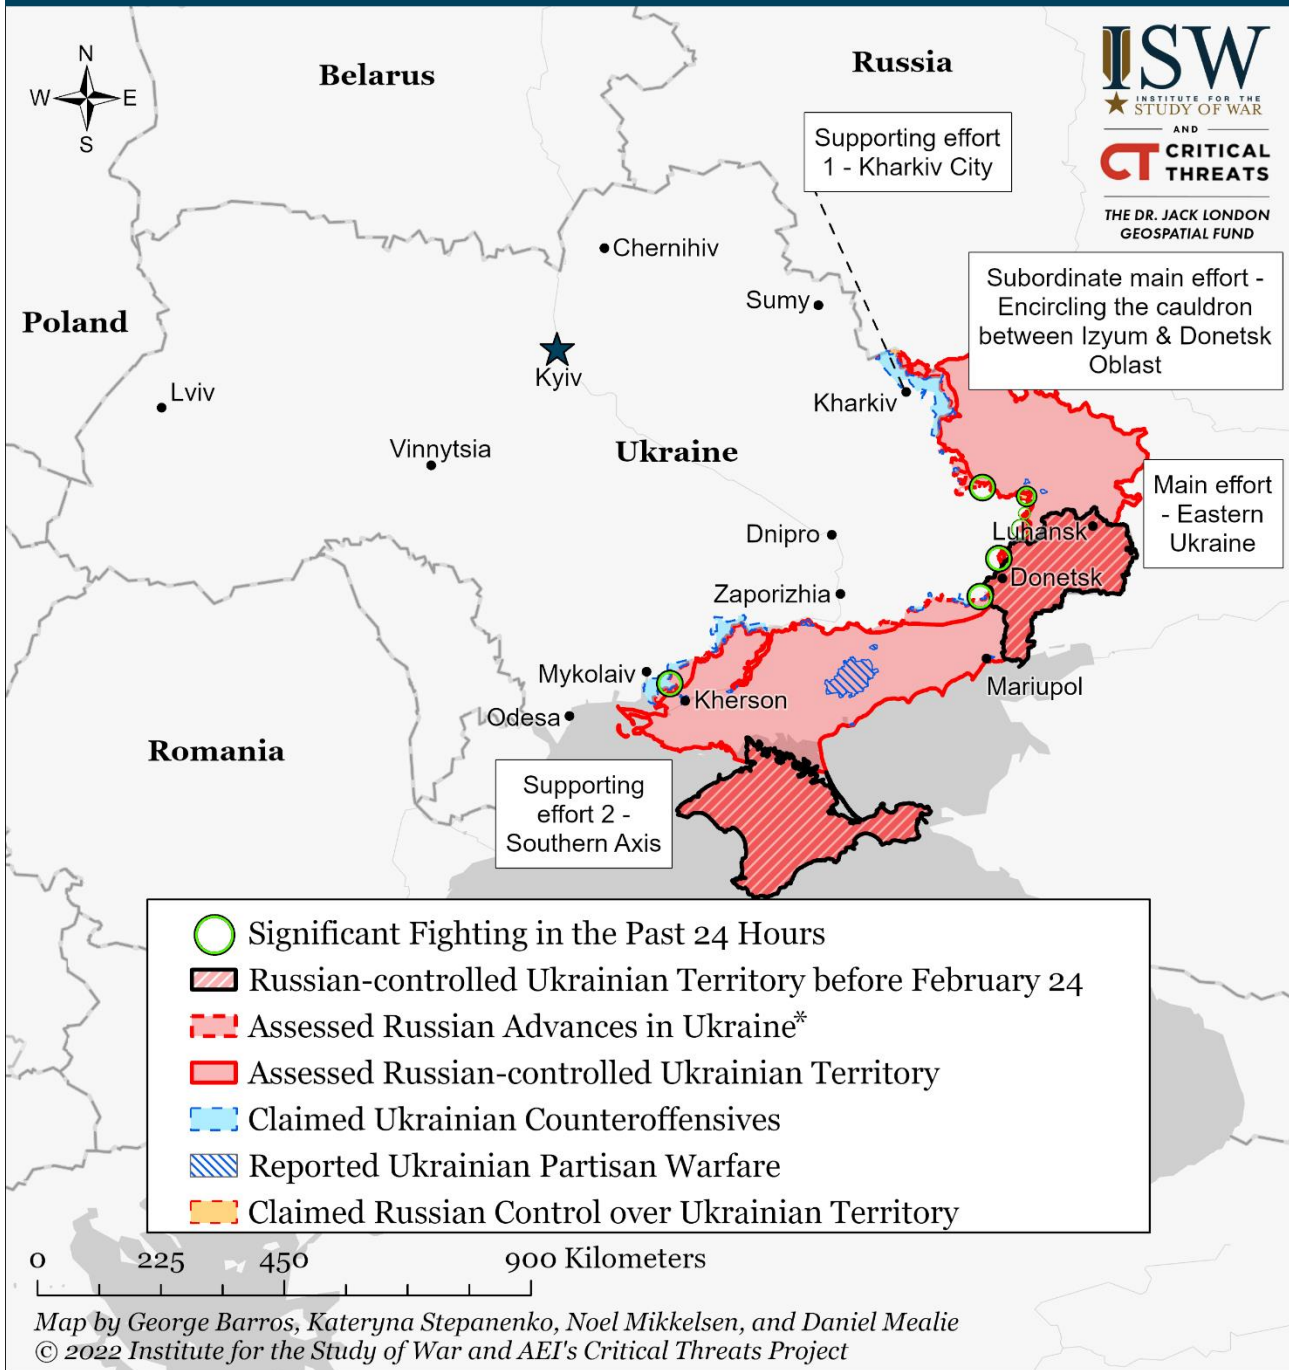 N
W
E
S
Belarus
Russia
ISW
INSTITUTE FOR THE
STUDY OF WAR
AND
CT CRITICAL
THREATS
THE DR. JACK LONDON
GEOSPATIAL FUND
Supporting effort
1 - Kharkiv City
Chernihiv
Subordinate main effort -
Encircling the cauldron
between Izyum & Donetsk
Oblast
Sumy
Poland
Kyiv
Lviv
Kharkiv
Vinnytsia
Ukraine
Main effort
- Eastern
Ukraine
Dnipro
Luhansk
Donetsk
Zaporizhia
Mykolaiv
Mariupol
Kherson
Odesa
Romania
Supporting
effort 2 -
Southern Axis
Significant Fighting in the Past 24 Hours
Russian-controlled Ukrainian Territory before February 24
Assessed Russian Advances in Ukraine*
Assessed Russian-controlled Ukrainian Territory
Claimed Ukrainian Counteroffensives
Reported Ukrainian Partisan Warfare
Claimed Russian Control over Ukrainian Territory
0 225 450 900 Kilometers
Map by George Barros, Kateryna Stepanenko, Noel Mikkelsen, and Daniel Mealie
© 2022 Institute for the Study of War and AEI's Critical Threats Project